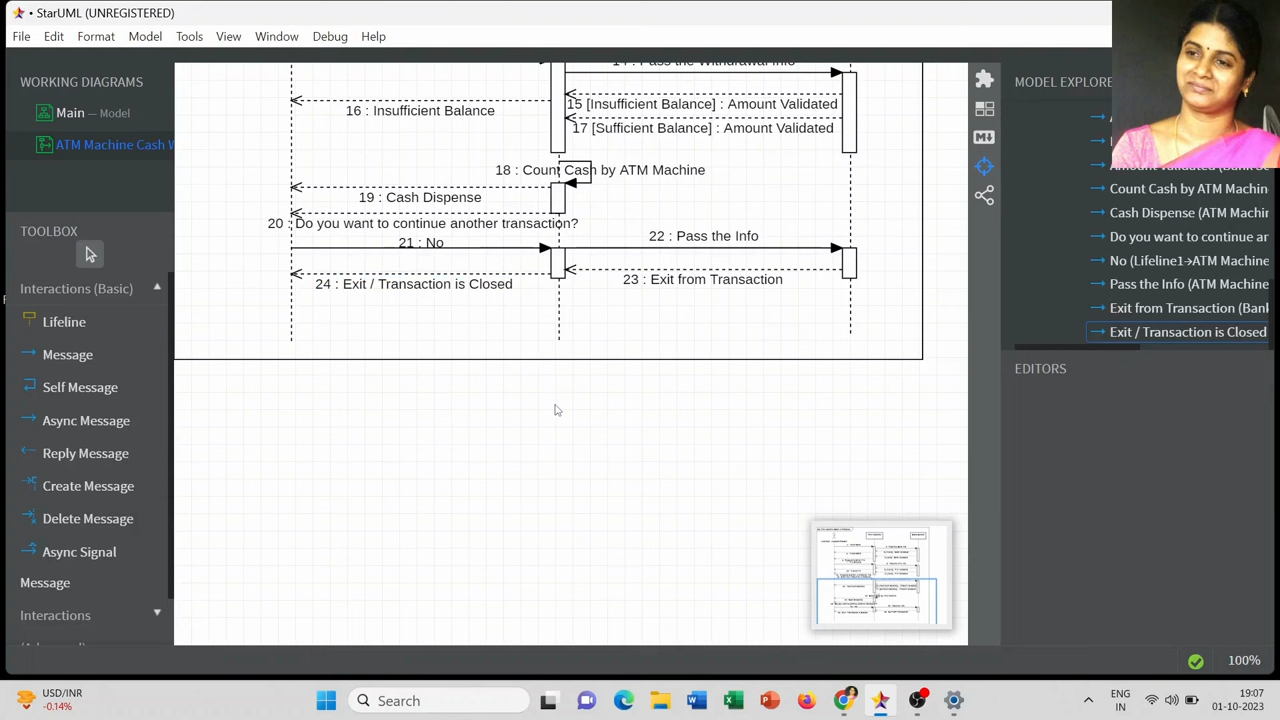 • StarUML (UNREGISTERED)
File Edit Format Model Tools View Window Debug Help
WORKING DIAGRAMS
Main — Model
ATM Machine Cash W
TOOLBOX
Interactions (Basic)
Lifeline
Message
Self Message
Async Message
Reply Message
Create Message
Delete Message
Async Signal
Message
Interactions
14 : Pass the Withdrawal Info
15 [Insufficient Balance] : Amount Validated
16 : Insufficient Balance
17 [Sufficient Balance] : Amount Validated
18 : Count Cash by ATM Machine
19 : Cash Dispense
20 : Do you want to continue another transaction?
21 : No
22 : Pass the Info
23 : Exit from Transaction
24 : Exit / Transaction is Closed
MODEL EXPLORE
Count Cash by ATM Machin
Cash Dispense (ATM Machir
Do you want to continue ar
No (Lifeline1→ATM Machine
Pass the Info (ATM Machine
Exit from Transaction (Ban
Exit / Transaction is Closed
EDITORS
100%
USD/INR
-0.14%
Search
ENG
IN
19:07
01-10-2023